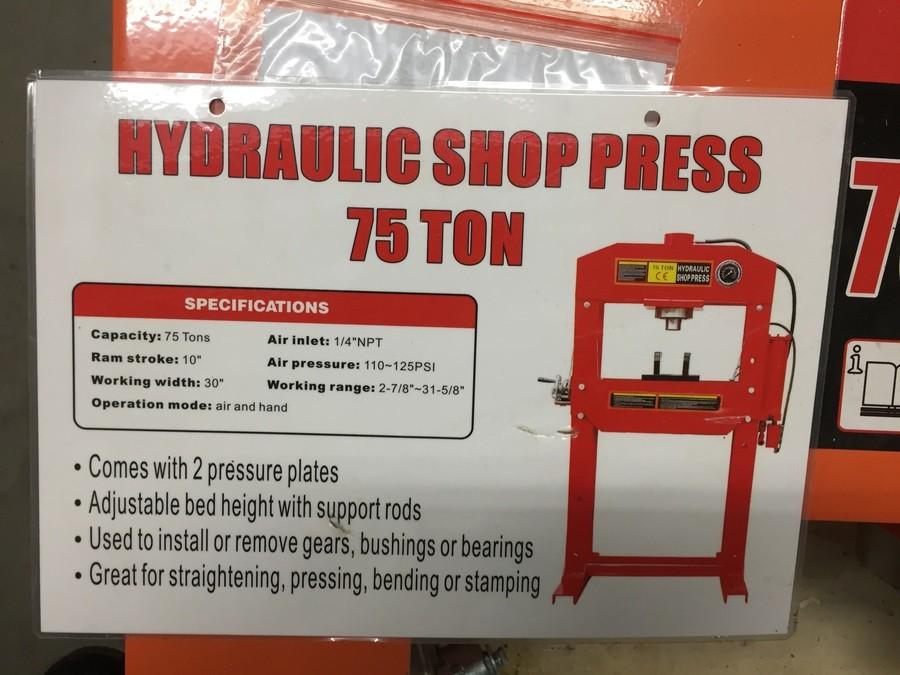 HYDRAULIC SHOP PRESS
75 TON
SPECIFICATIONS
Capacity: 75 Tons
Ram stroke: 10"
Working width: 30"
Operation mode: air and hand
Air inlet: 1/4"NPT
Air pressure: 110~125PSI
Working range: 2-7/8"~31-5/8"
• Comes with 2 pressure plates
• Adjustable bed height with support rods
• Used to install or remove gears, bushings or bearings
• Great for straightening, pressing, bending or stamping
75 TON
CE
HYDRAULIC
SHOP PRESS
7
i